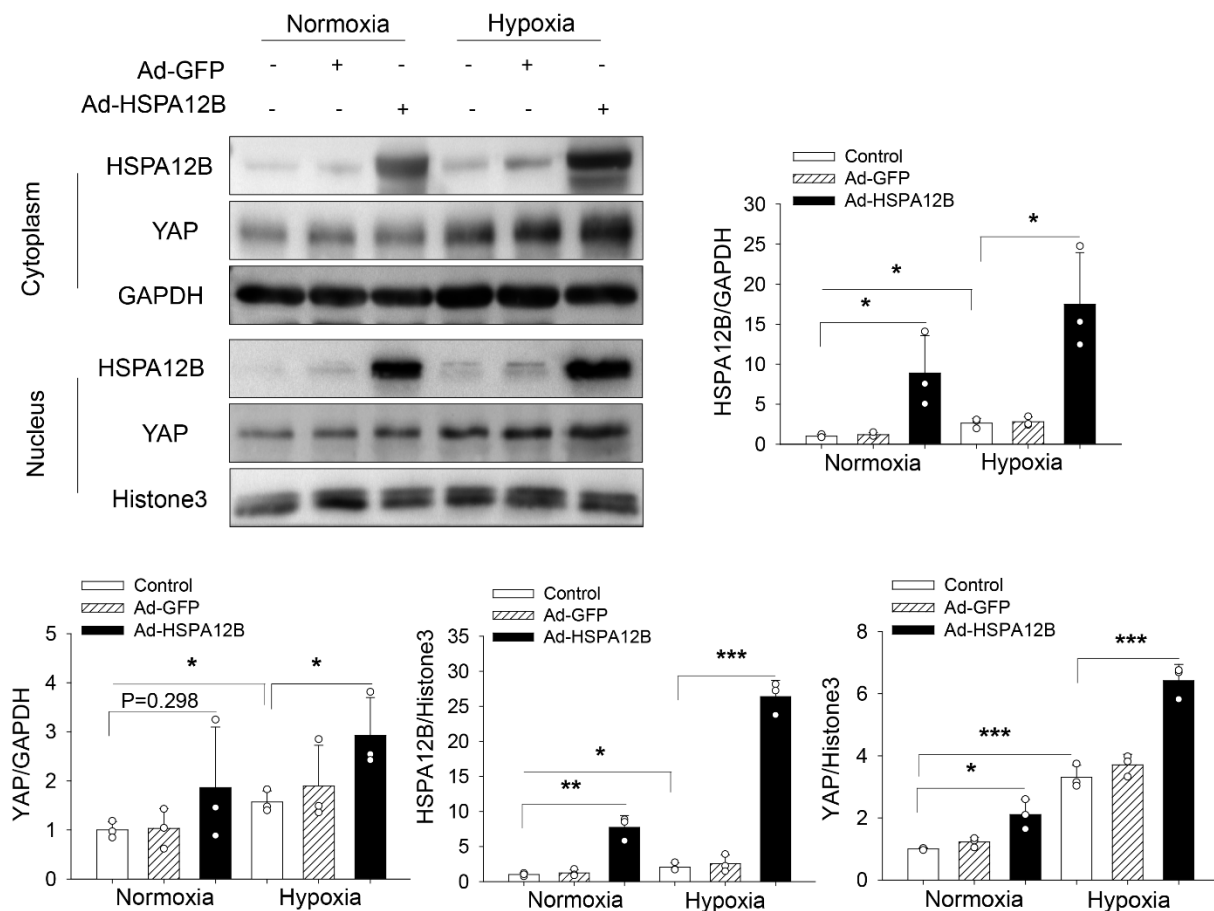 Normoxia Hypoxia
Ad-GFP - + - - + -
Ad-HSPA12B - - + - - +
Cytoplasm
HSPA12B
YAP
GAPDH
Nucleus
HSPA12B
YAP
Histone3
Control
Ad-GFP
Ad-HSPA12B
HSPA12B/GAPDH
30
25
20
15
10
5
0
*
*
*
Normoxia Hypoxia
Control
Ad-GFP
Ad-HSPA12B
YAP/GAPDH
5
4
3
2
1
0
* *
P=0.298
Normoxia Hypoxia
Control
Ad-GFP
Ad-HSPA12B
HSPA12B/Histone3
35
30
25
20
15
10
5
0
***
*
**
Normoxia Hypoxia
Control
Ad-GFP
Ad-HSPA12B
YAP/Histone3
8
6
4
2
0
***
***
*
Normoxia Hypoxia